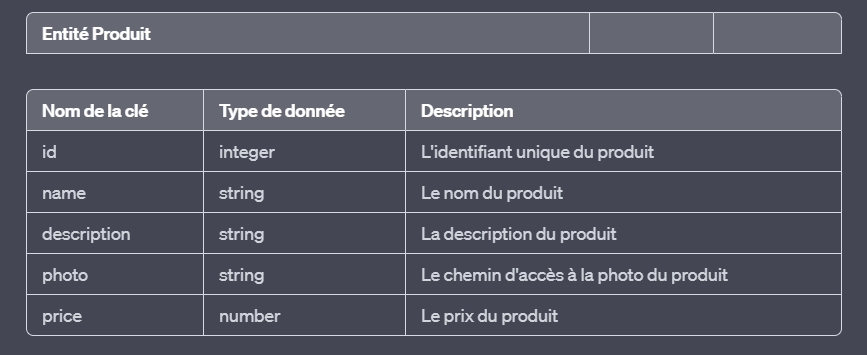 Entité Produit
Nom de la clé Type de donnée Description
id integer L'identifiant unique du produit
name string Le nom du produit
description string La description du produit
photo string Le chemin d'accès à la photo du produit
price number Le prix du produit